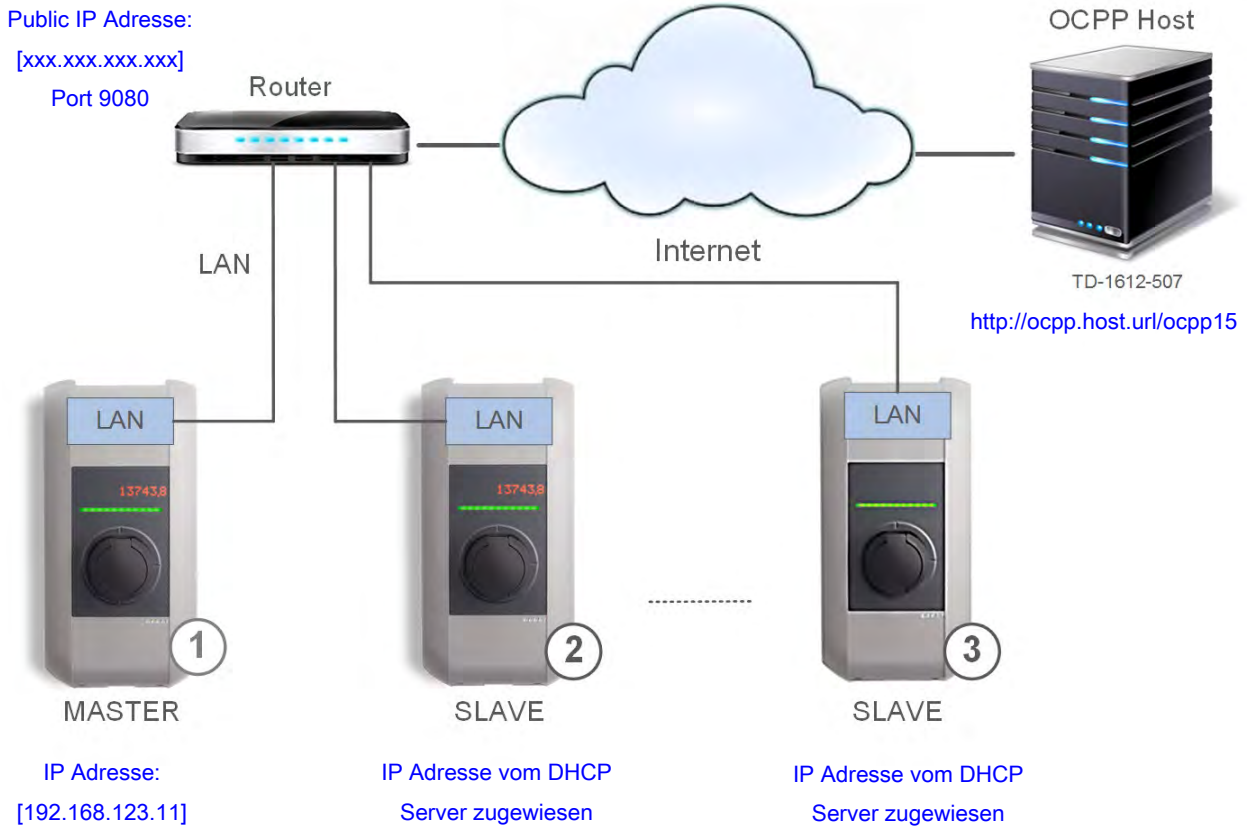 Public IP Adresse:
[xxx.xxx.xxx.xxx]
Port 9080
Router
OCPP Host
Internet
LAN
TD-1612-507
http://ocpp.host.url/ocpp15
LAN
LAN
LAN
13743,8
13743,8
1
2
3
MASTER
SLAVE
SLAVE
IP Adresse:
[192.168.123.11]
IP Adresse vom DHCP
Server zugewiesen
IP Adresse vom DHCP
Server zugewiesen